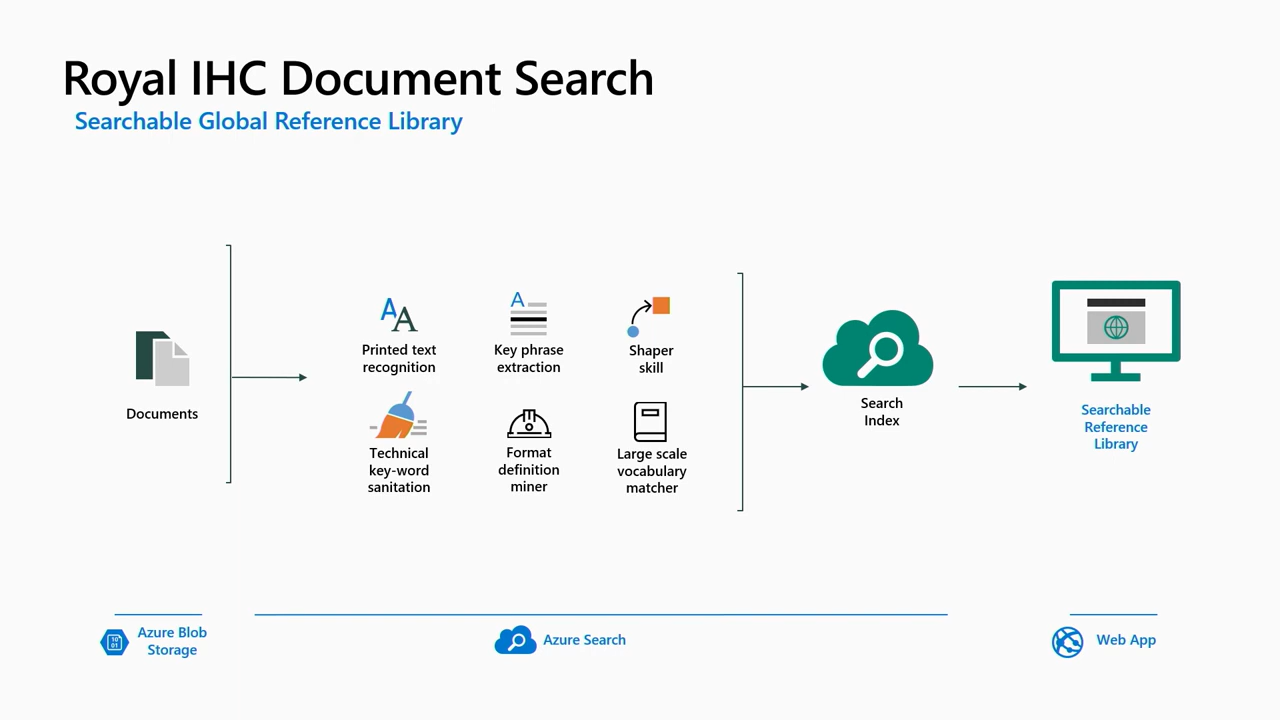 Royal IHC Document Search
Searchable Global Reference Library
Documents
A A
Printed text
recognition
A
Key phrase
extraction
Shaper
skill
Technical
key-word
sanitation
Format
definition
miner
Large scale
vocabulary
matcher
Search
Index
Searchable
Reference
Library
10
01
Azure Blob
Storage
Azure Search
Web App